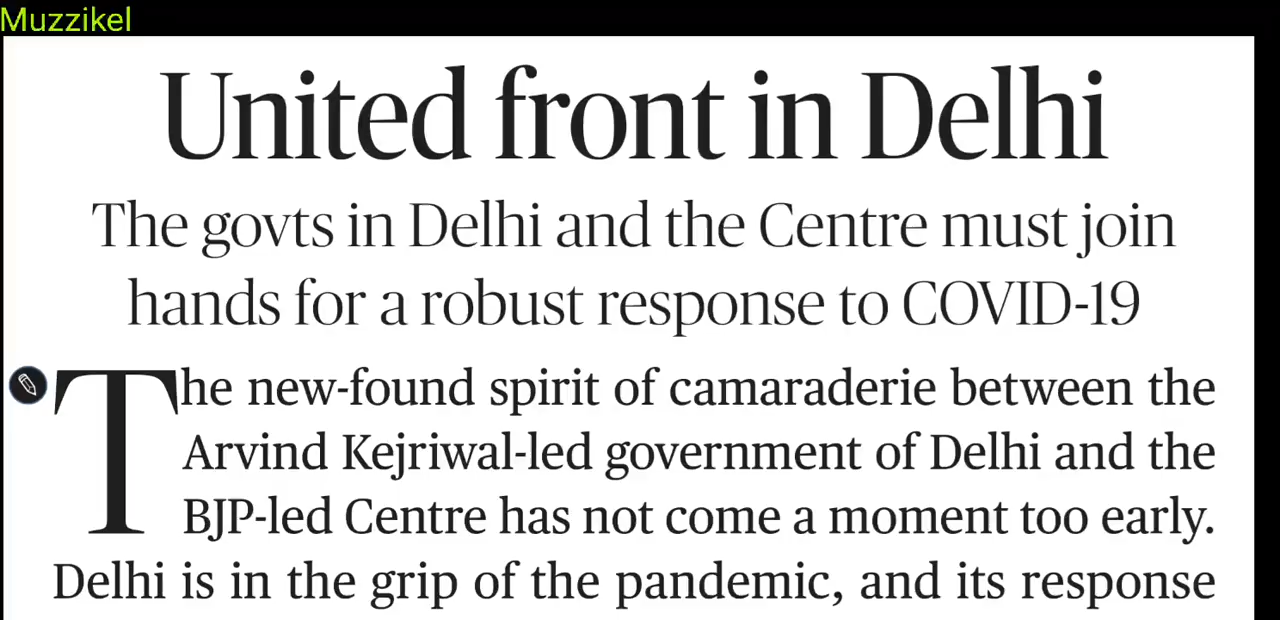 Muzzikel
United front in Delhi
The govts in Delhi and the Centre must join
hands for a robust response to COVID-19
The new-found spirit of camaraderie between the
Arvind Kejriwal-led government of Delhi and the
BJP-led Centre has not come a moment too early.
Delhi is in the grip of the pandemic, and its response